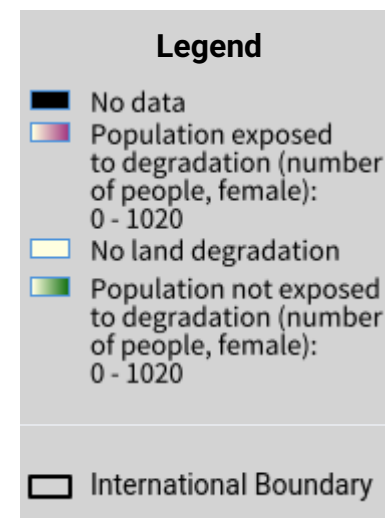 Legend
No data
Population exposed
to degradation (number
of people, female):
0 - 1020
No land degradation
Population not exposed
to degradation (number
of people, female):
0 - 1020
International Boundary